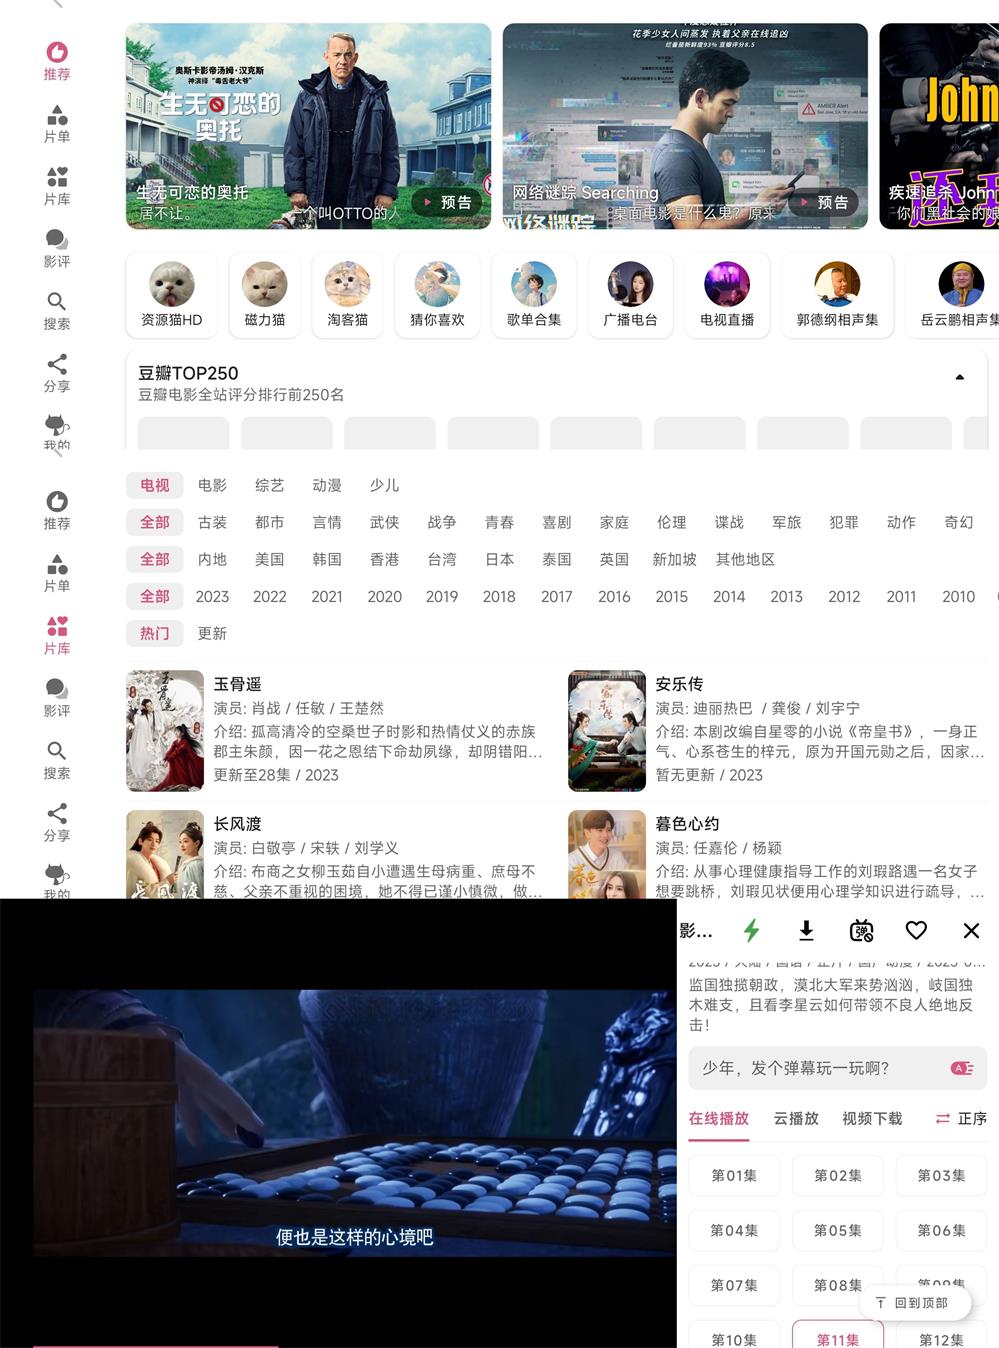 推荐
片单
片库
影评
搜索
分享
我的
奥斯卡影帝汤姆·汉克斯
神演绎“毒舌老大爷”
生无可恋的
奥托
生无可恋的奥托
居不让。
一个叫OTTO的人
预告
花季少女人间蒸发 执着父亲在线追凶
烂番茄新鲜度93% 豆瓣评分8.5
AMBER Alert
网络谜踪 Searching
桌面电影是什么鬼？原来
网络谜踪
预告
John
疾速追杀 John
你们黑社会的娘
资源猫HD
磁力猫
淘客猫
猜你喜欢
歌单合集
广播电台
电视直播
郭德纲相声集
岳云鹏相声集
豆瓣TOP250
豆瓣电影全站评分排行前250名
推荐
片单
片库
影评
搜索
分享
我的
电视 电影 综艺 动漫 少儿
全部 古装 都市 言情 武侠 战争 青春 喜剧 家庭 伦理 谍战 军旅 犯罪 动作 奇幻
全部 内地 美国 韩国 香港 台湾 日本 泰国 英国 新加坡 其他地区
全部 2023 2022 2021 2020 2019 2018 2017 2016 2015 2014 2013 2012 2011 2010
热门 更新
玉骨遥
演员: 肖战 / 任敏 / 王楚然
介绍: 孤高清冷的空桑世子时影和热情仗义的赤族
郡主朱颜，因一花之恩结下命劫夙缘，却阴错阳...
更新至28集 / 2023
安乐传
演员: 迪丽热巴 / 龚俊 / 刘宇宁
介绍: 本剧改编自星零的小说《帝皇书》，一身正
气、心系苍生的梓元，原为开国元勋之后，因家...
暂无更新 / 2023
长风渡
演员: 白敬亭 / 宋轶 / 刘学义
介绍: 布商之女柳玉茹自小遭遇生母病重、庶母不
慈、父亲不重视的困境，她不得已谨小慎微，做...
暮色心约
演员: 任嘉伦 / 杨颖
介绍: 从事心理健康指导工作的刘瑕路遇一名女子
想要跳桥，刘瑕见状便用心理学知识进行疏导，...
便也是这样的心境吧
影...
弹
监国独揽朝政，漠北大军来势汹汹，岐国独
木难支，且看李星云如何带领不良人绝地反
击！
少年，发个弹幕玩一玩啊？
在线播放 云播放 视频下载 正序
第01集 第02集 第03集
第04集 第05集 第06集
第07集 第08集 第09集
回到顶部
第10集 第11集 第12集